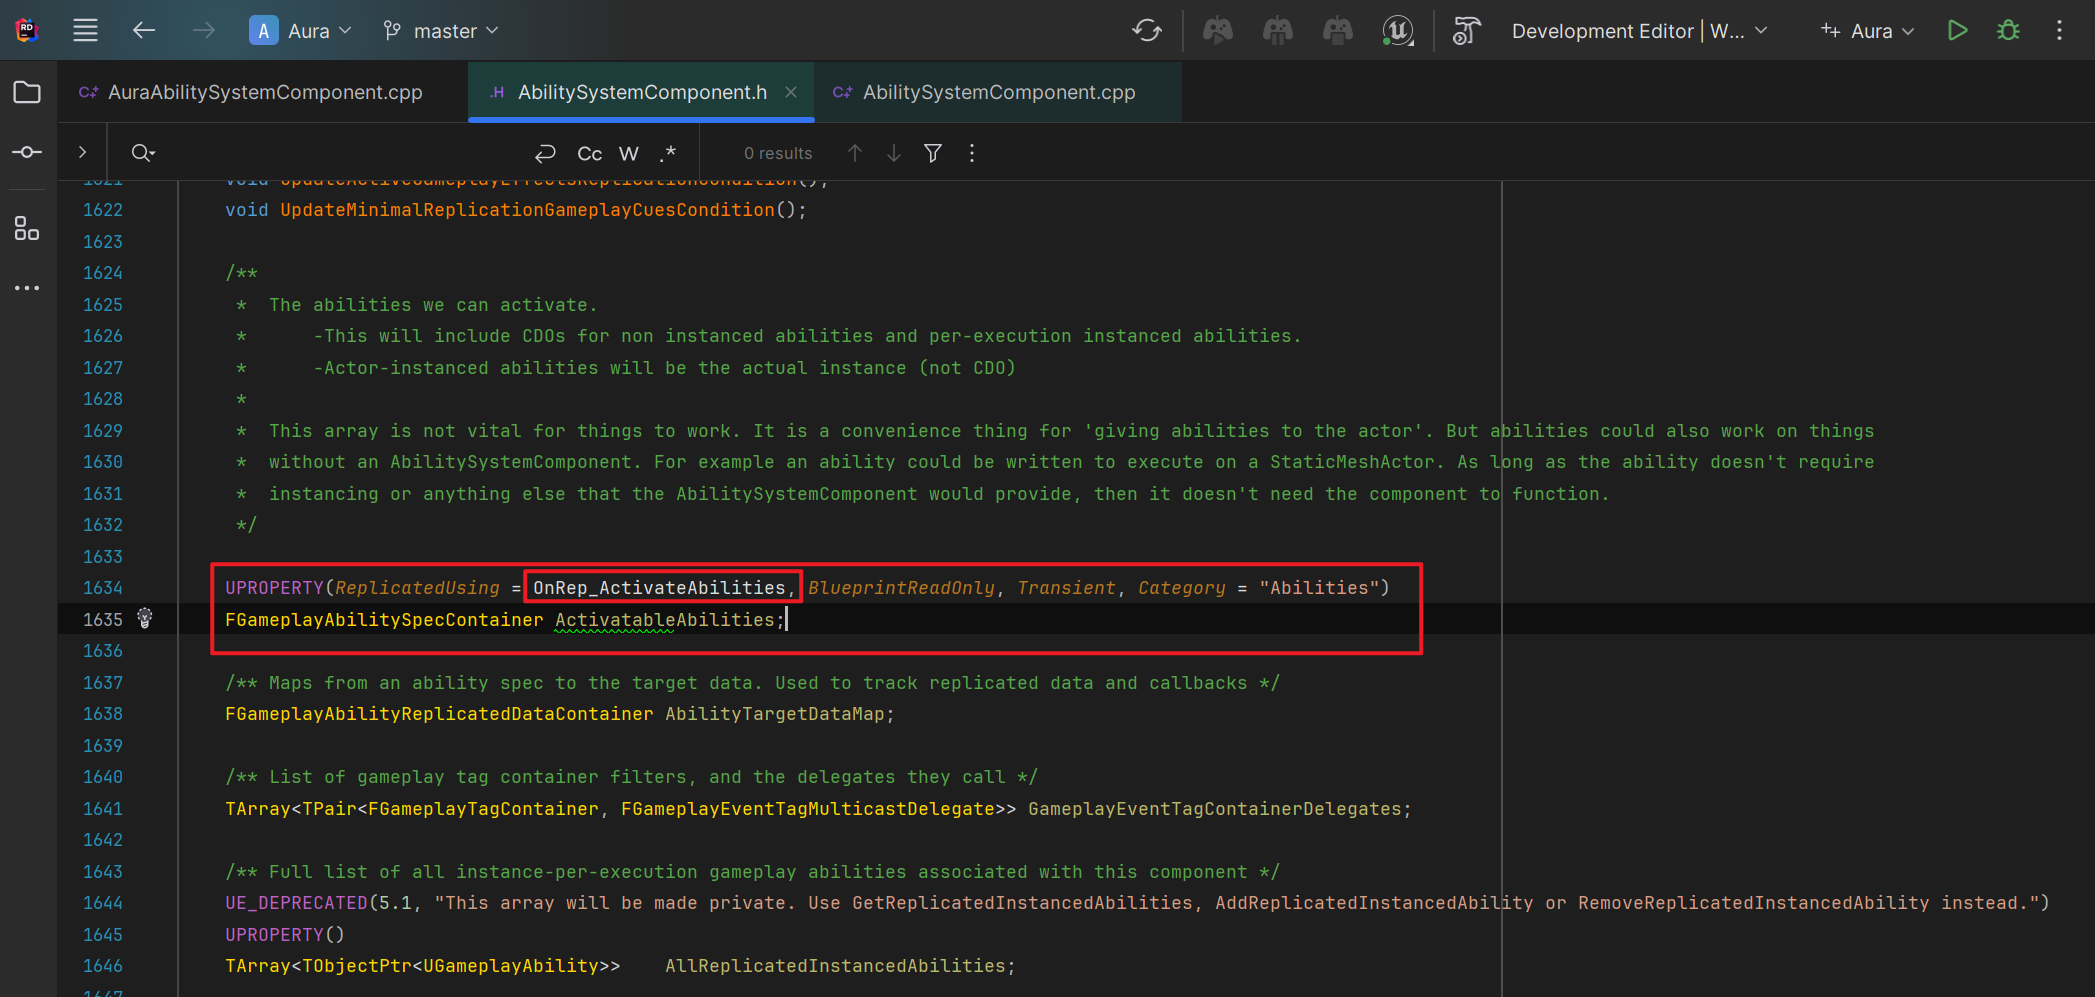 RD A Aura master Development Editor | W... Aura
C++ AuraAbilitySystemComponent.cpp .H AbilitySystemComponent.h C++ AbilitySystemComponent.cpp
Cc W .* 0 results
1621 void UpdateActiveGameplayEffectsReplicationCondition();
1622 void UpdateMinimalReplicationGameplayCuesCondition();
1623
1624 /**
1625 * The abilities we can activate.
1626 * -This will include CDOs for non instanced abilities and per-execution instanced abilities.
1627 * -Actor-instanced abilities will be the actual instance (not CDO)
1628 *
1629 * This array is not vital for things to work. It is a convenience thing for 'giving abilities to the actor'. But abilities could also work on things
1630 * without an AbilitySystemComponent. For example an ability could be written to execute on a StaticMeshActor. As long as the ability doesn't require
1631 * instancing or anything else that the AbilitySystemComponent would provide, then it doesn't need the component to function.
1632 */
1633
1634 UPROPERTY(ReplicatedUsing = OnRep_ActivateAbilities, BlueprintReadOnly, Transient, Category = "Abilities")
1635 FGameplayAbilitySpecContainer ActivatableAbilities;
1636
1637 /** Maps from an ability spec to the target data. Used to track replicated data and callbacks */
1638 FGameplayAbilityReplicatedDataContainer AbilityTargetDataMap;
1639
1640 /** List of gameplay tag container filters, and the delegates they call */
1641 TArray<TPair<FGameplayTagContainer, FGameplayEventTagMulticastDelegate>> GameplayEventTagContainerDelegates;
1642
1643 /** Full list of all instance-per-execution gameplay abilities associated with this component */
1644 UE_DEPRECATED(5.1, "This array will be made private. Use GetReplicatedInstancedAbilities, AddReplicatedInstancedAbility or RemoveReplicatedInstancedAbility instead.")
1645 UPROPERTY()
1646 TArray<TObjectPtr<UGameplayAbility>> AllReplicatedInstancedAbilities;
1647